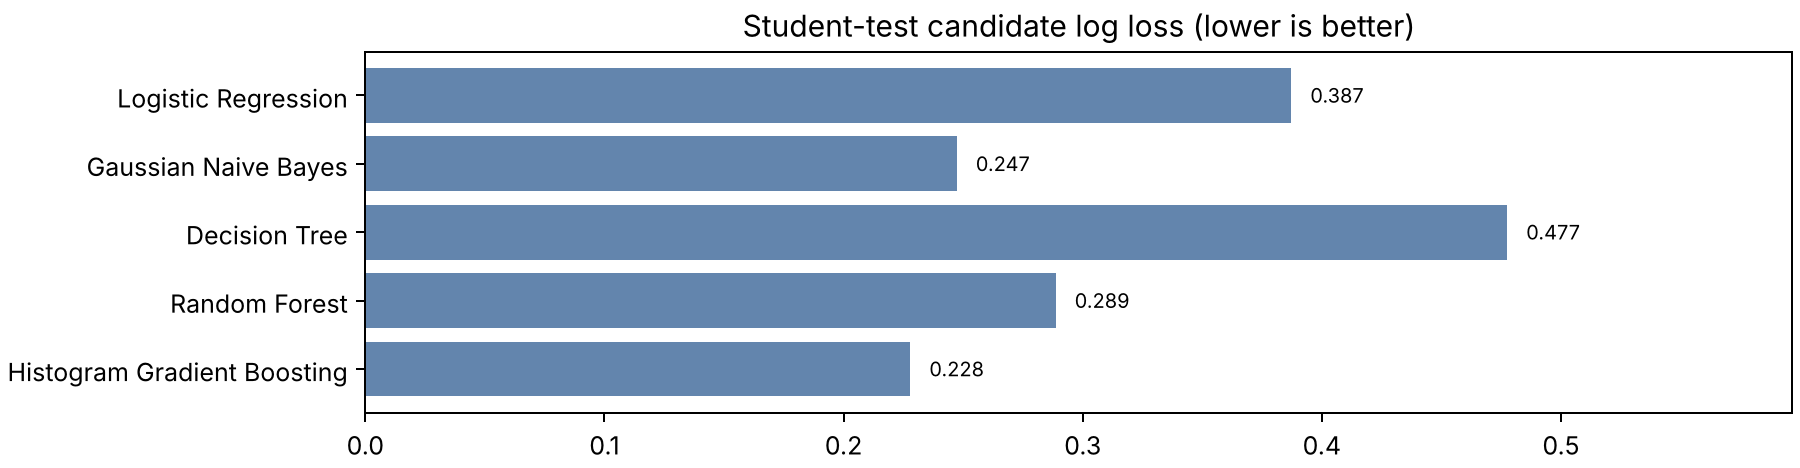 Student-test candidate log loss (lower is better)
Logistic Regression 0.387
Gaussian Naive Bayes 0.247
Decision Tree 0.477
Random Forest 0.289
Histogram Gradient Boosting 0.228
0.0 0.1 0.2 0.3 0.4 0.5